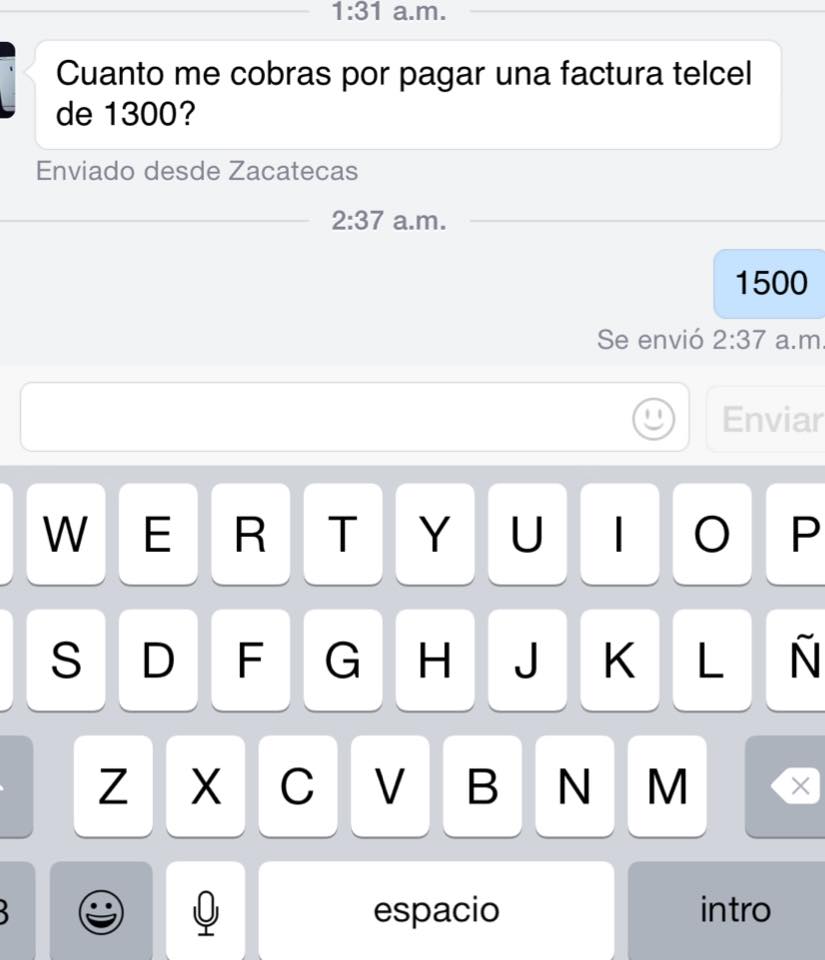 1:31 a.m.
Cuanto me cobras por pagar una factura telcel
de 1300?
Enviado desde Zacatecas
2:37 a.m.
1500
Se envió 2:37 a.m.
Enviar
W E R T Y U I O P
S D F G H J K L Ñ
Z X C V B N M
3 espacio intro